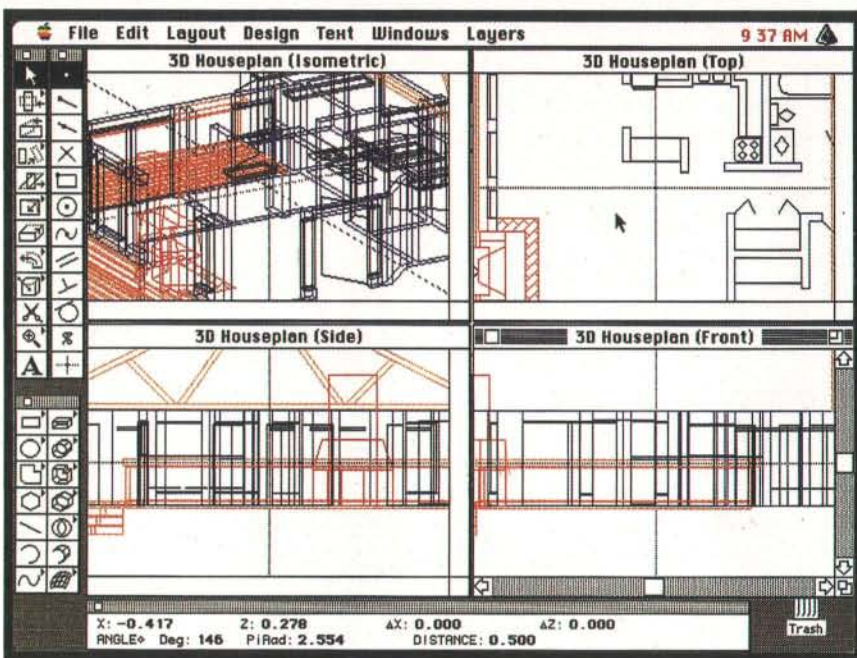 File Edit Layout Design Text Windows Layers 9 37 AM
3D Houseplan (Isometric)
3D Houseplan (Top)
3D Houseplan (Side)
3D Houseplan (Front)
A
X: -0.417 Z: 0.278 ΔX: 0.000 ΔZ: 0.000
ANGLE◇ Deg: 146 PiRad: 2.554 DISTANCE: 0.500
Trash